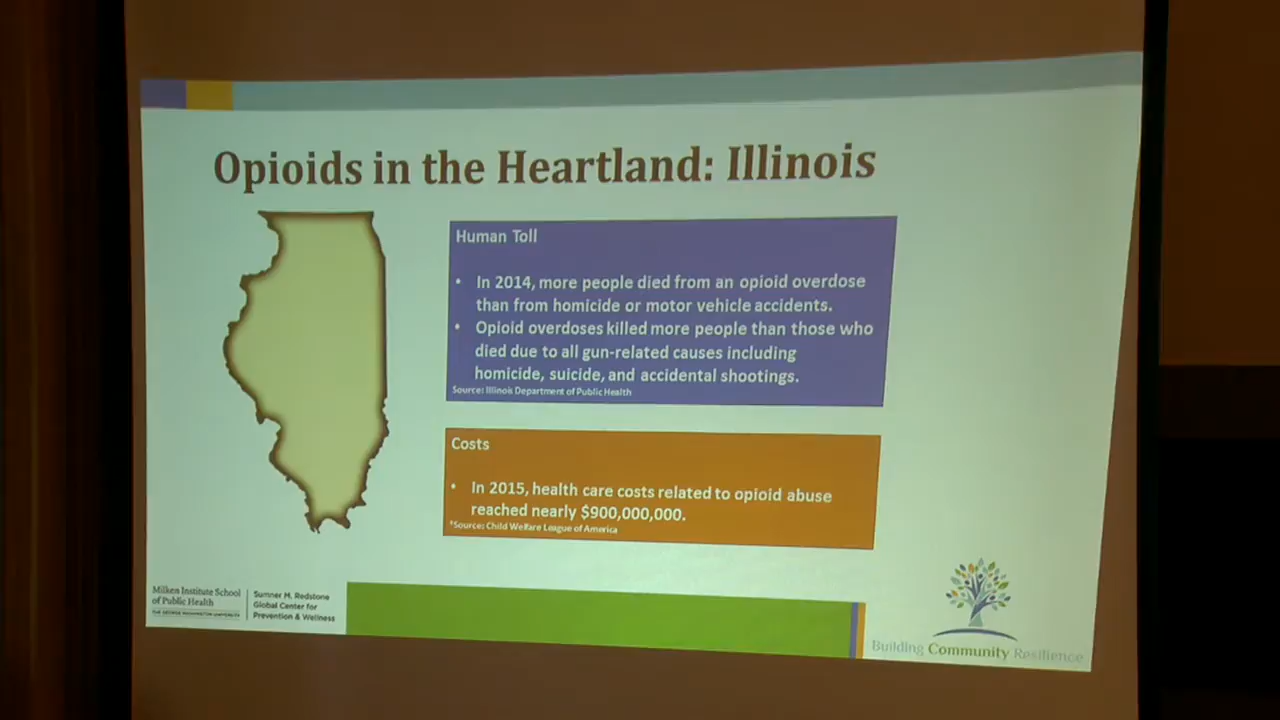 Opioids in the Heartland: Illinois
Human Toll
• In 2014, more people died from an opioid overdose
than from homicide or motor vehicle accidents.
• Opioid overdoses killed more people than those who
died due to all gun-related causes including
homicide, suicide, and accidental shootings.
Source: Illinois Department of Public Health
Costs
• In 2015, health care costs related to opioid abuse
reached nearly $900,000,000.
*Source: Child Welfare League of America
Milken Institute School
of Public Health
THE GEORGE WASHINGTON UNIVERSITY
Sumner M. Redstone
Global Center for
Prevention & Wellness
Building Community Resilience